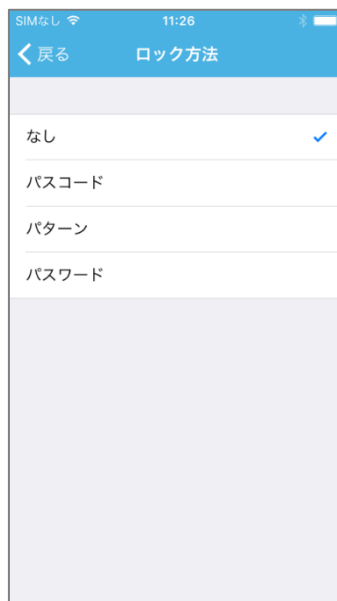 SIMなし 11:26
戻る ロック方法
なし
パスコード
パターン
パスワード